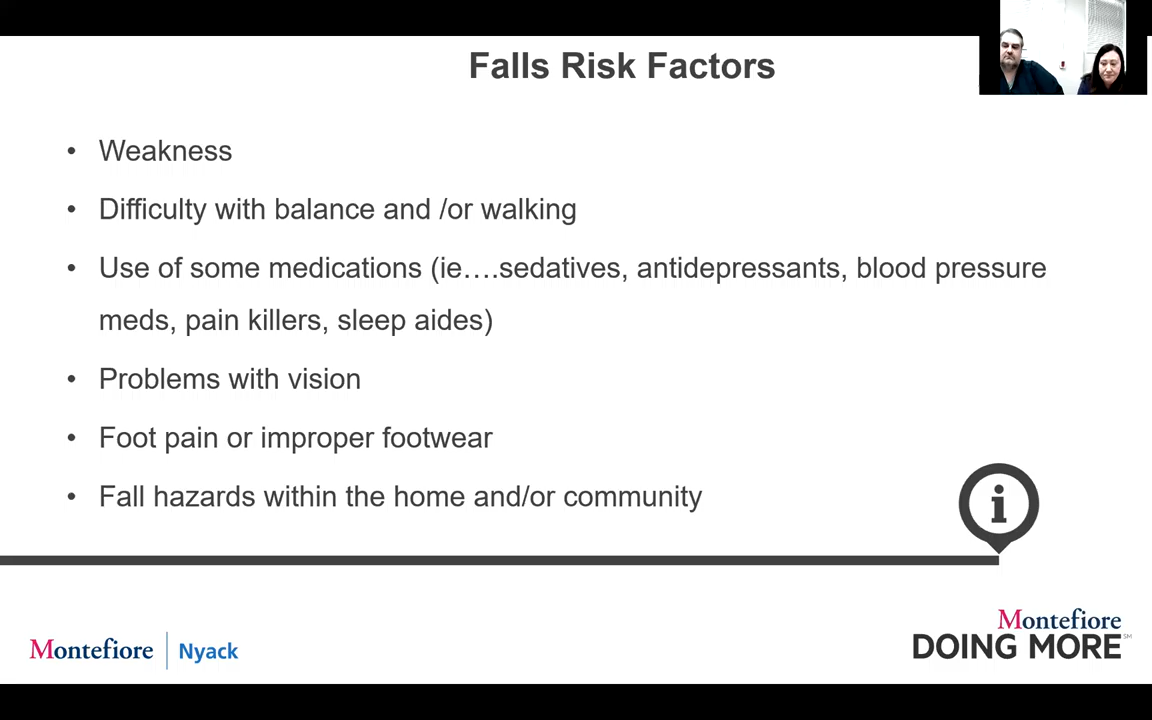 Falls Risk Factors
• Weakness
• Difficulty with balance and /or walking
• Use of some medications (ie….sedatives, antidepressants, blood pressure
meds, pain killers, sleep aides)
• Problems with vision
• Foot pain or improper footwear
• Fall hazards within the home and/or community
i
Montefiore | Nyack
Montefiore
DOING MORE℠